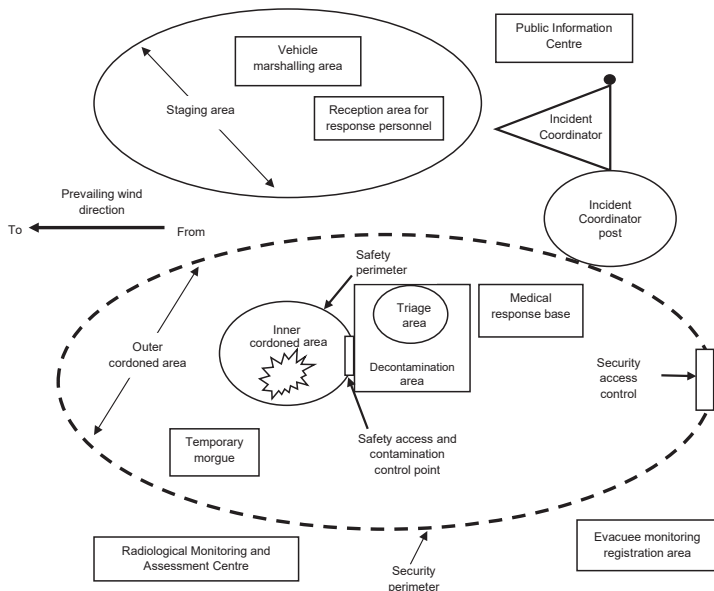 Public Information
Centre
Vehicle
marshalling area
Staging area
Reception area for
response personnel
Incident
Coordinator
Prevailing wind
direction
To
From
Incident
Coordinator
post
Safety
perimeter
Triage
area
Medical
response base
Inner
cordoned area
Outer
cordoned area
Decontamination
area
Security
access
control
Temporary
morgue
Safety access and
contamination
control point
Radiological Monitoring and
Assessment Centre
Evacuee monitoring
registration area
Security
perimeter